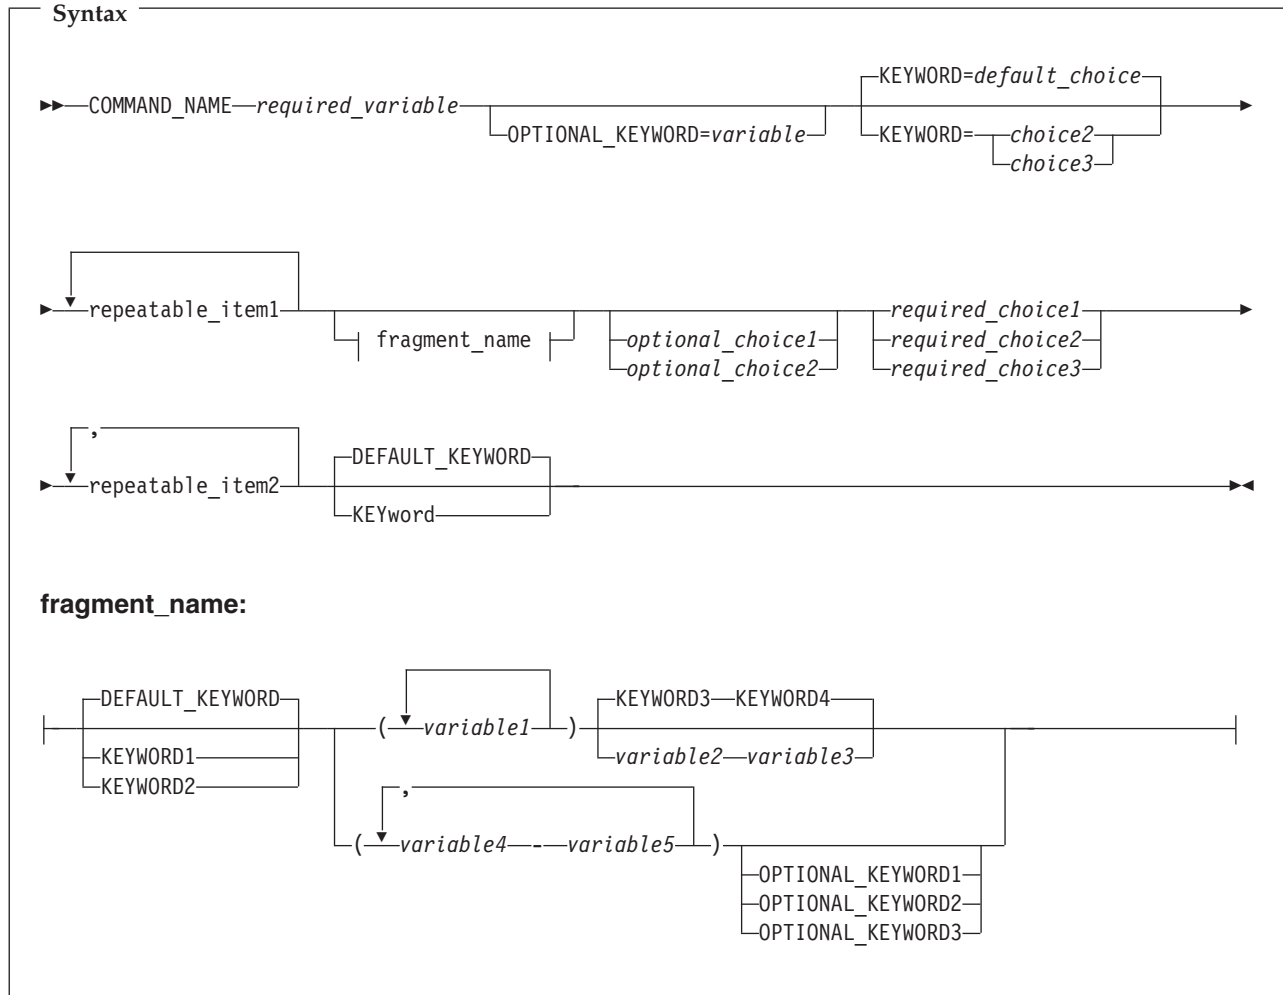 Syntax
KEYWORD=default_choice
COMMAND_NAME required_variable
OPTIONAL_KEYWORD=variable KEYWORD= choice2
choice3
repeatable_item1 required_choice1
fragment_name optional_choice1 required_choice2
optional_choice2 required_choice3
,
DEFAULT_KEYWORD
repeatable_item2
KEYword
fragment_name:
DEFAULT_KEYWORD KEYWORD3 KEYWORD4
( variable1 )
KEYWORD1 variable2 variable3
KEYWORD2
,
( variable4 - variable5 )
OPTIONAL_KEYWORD1
OPTIONAL_KEYWORD2
OPTIONAL_KEYWORD3